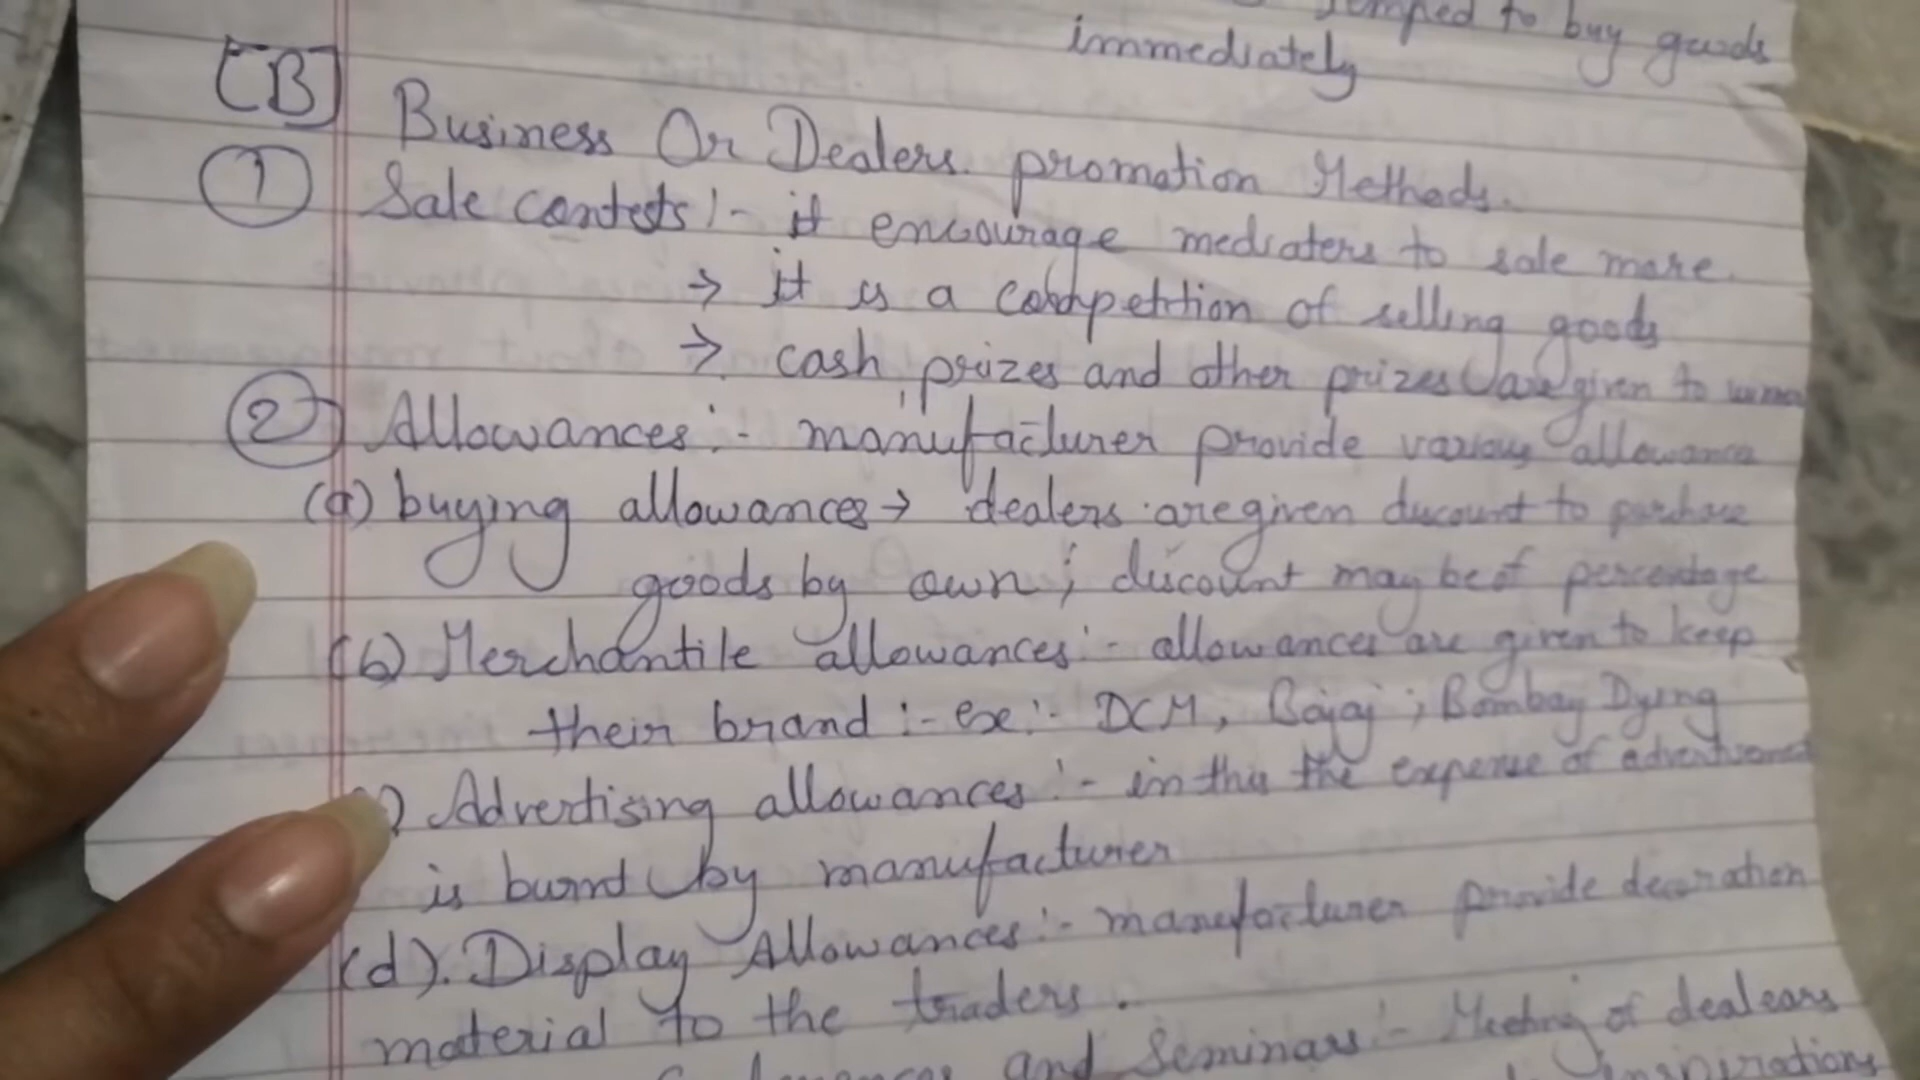 to buy goods
immediately
[B] Business Or Dealers promotion Methods.
① Sale contests :- it encourage mediators to sale more.
→ it is a competition of selling goods
→ cash prizes and other prizes are given to
② Allowances :- manufacturer provide various allowance
(a) buying allowances → dealers are given discount to purchase
goods by own ; discount may be of percentage
(b) Merchantile allowances :- allowances are given to keep
their brand :- ex :- DCM, Bajaj ; Bombay Dyeing
) Advertising allowances :- in this the expense of
is burnd by manufacturer
(d). Display Allowances :- manufacturer provide decoration
material to the traders .
and Seminars :- Meeting of dealears